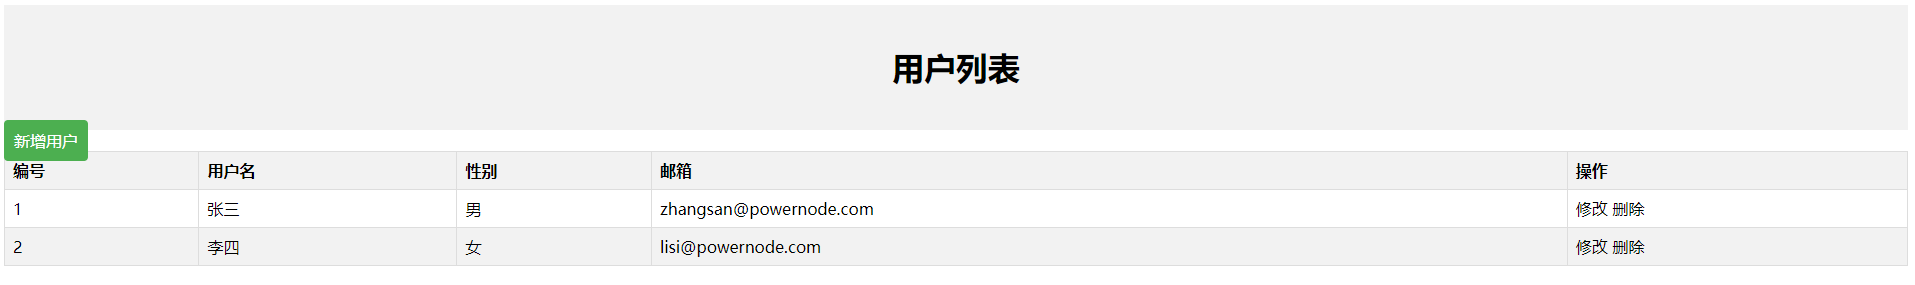 用户列表
新增用户
编号 用户名 性别 邮箱 操作
1 张三 男 zhangsan@powernode.com 修改 删除
2 李四 女 lisi@powernode.com 修改 删除